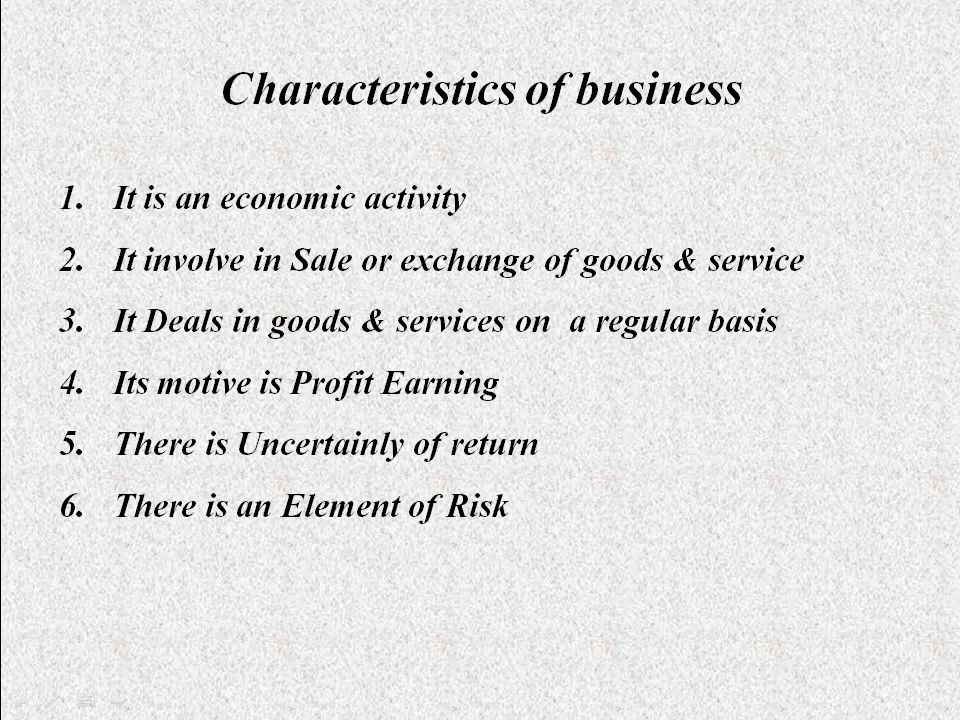 Characteristics of business
1. It is an economic activity
2. It involve in Sale or exchange of goods & service
3. It Deals in goods & services on a regular basis
4. Its motive is Profit Earning
5. There is Uncertainly of return
6. There is an Element of Risk